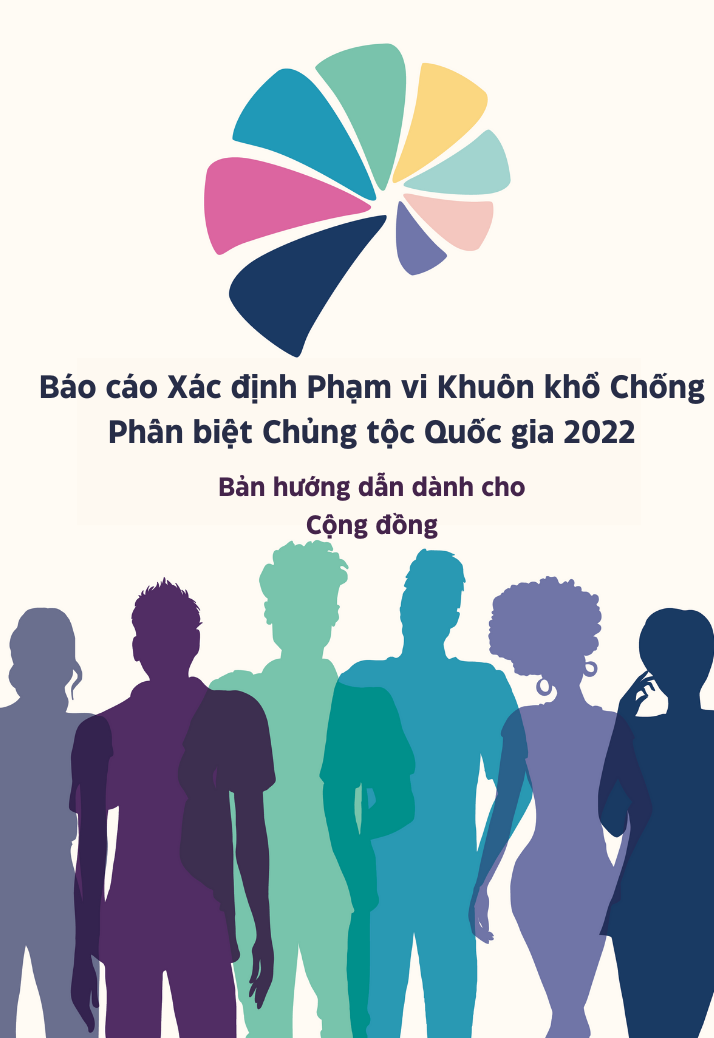 Báo cáo Xác định Phạm vi Khuôn khổ Chống
Phân biệt Chủng tộc Quốc gia 2022
Bản hướng dẫn dành cho
Cộng đồng